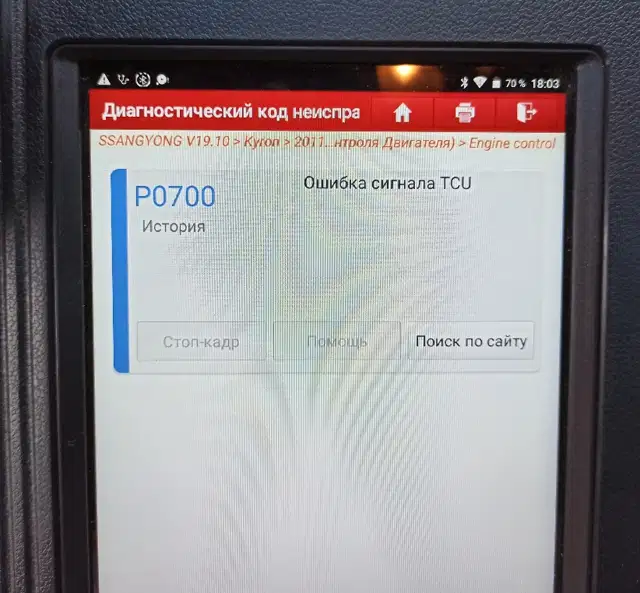 70 % 18:03
Диагностический код неиспра
SSANGYONG V19.10 > Kyron > 2011...нтроля Двигателя) > Engine control
P0700 Ошибка сигнала TCU
История
Стоп-кадр Помощь Поиск по сайту